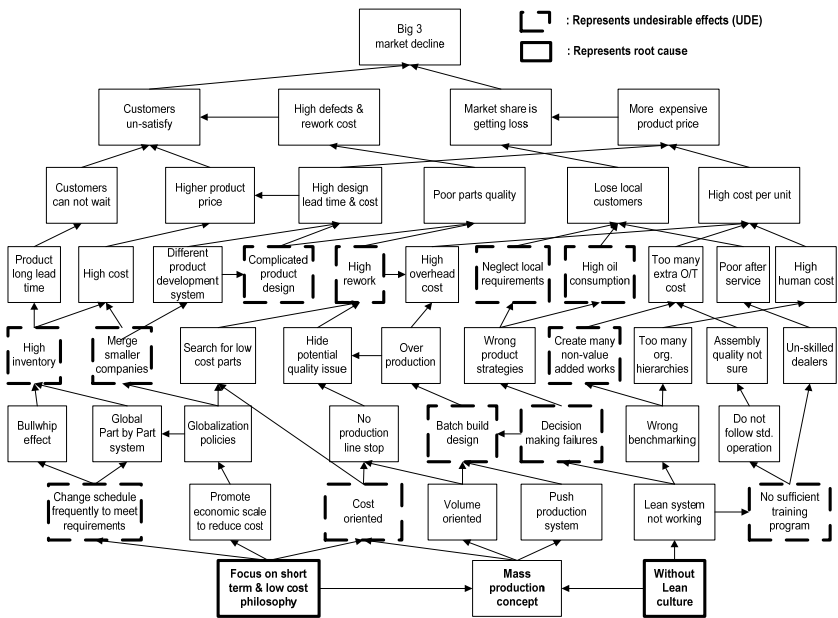 Big 3
market decline
: Represents undesirable effects (UDE)
: Represents root cause
Customers
un-satisfy
High defects &
rework cost
Market share is
getting loss
More expensive
product price
Customers
can not wait
Higher product
price
High design
lead time & cost
Poor parts quality
Lose local
customers
High cost per unit
Product
long lead
time
High cost
Different
product
development
system
Complicated
product
design
High
rework
High
overhead
cost
Neglect local
requirements
High oil
consumption
Too many
extra O/T
cost
Poor after
service
High
human cost
High
inventory
Merge
smaller
companies
Search for low
cost parts
Hide
potential
quality issue
Over
production
Wrong
product
strategies
Create many
non-value
added works
Too many
org.
hierarchies
Assembly
quality not
sure
Un-skilled
dealers
Bullwhip
effect
Global
Part by Part
system
Globalization
policies
No
production
line stop
Batch build
design
Decision
making failures
Wrong
benchmarking
Do not
follow std.
operation
Change schedule
frequently to meet
requirements
Promote
economic scale
to reduce cost
Cost
oriented
Volume
oriented
Push
production
system
Lean system
not working
No sufficient
training
program
Focus on short
term & low cost
philosophy
Mass
production
concept
Without
Lean
culture